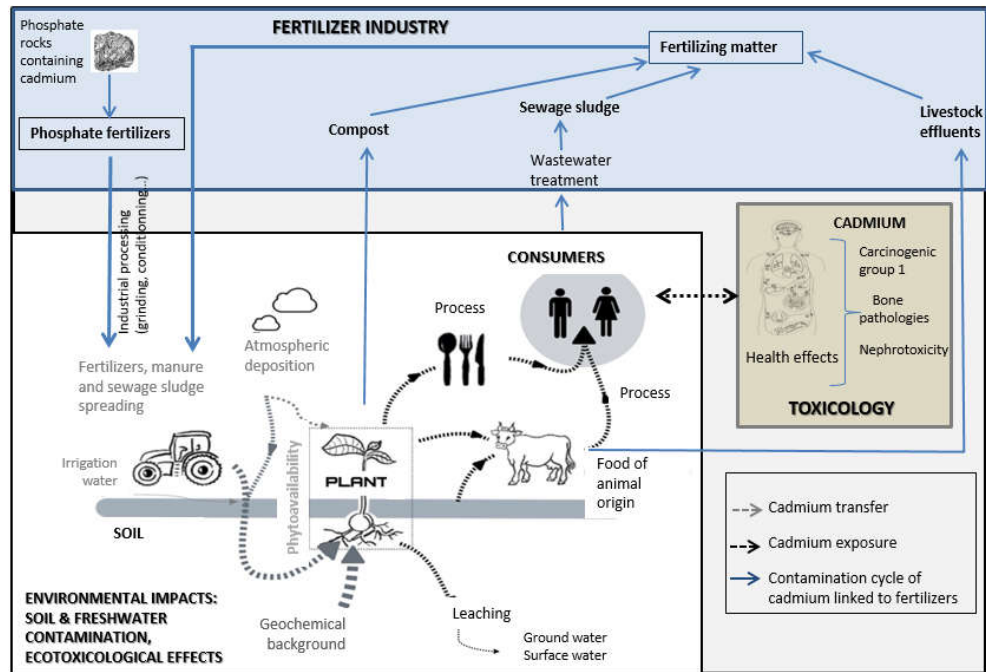 FERTILIZER INDUSTRY
Phosphate
rocks
containing
cadmium
Fertilizing matter
Phosphate fertilizers
Compost
Sewage sludge
Livestock
effluents
Wastewater
treatment
Industrial processing
(grinding, conditionning...)
CADMIUM
Carcinogenic
group 1
Bone
pathologies
Nephrotoxicity
Health effects
TOXICOLOGY
CONSUMERS
Process
Atmospheric
deposition
Fertilizers, manure
and sewage sludge
spreading
Process
Irrigation
water
Phytoavailability
PLANT
Food of
animal
origin
SOIL
Cadmium transfer
Cadmium exposure
Contamination cycle of
cadmium linked to fertilizers
ENVIRONMENTAL IMPACTS:
SOIL & FRESHWATER
CONTAMINATION,
ECOTOXICOLOGICAL EFFECTS
Geochemical
background
Leaching
Ground water
Surface water